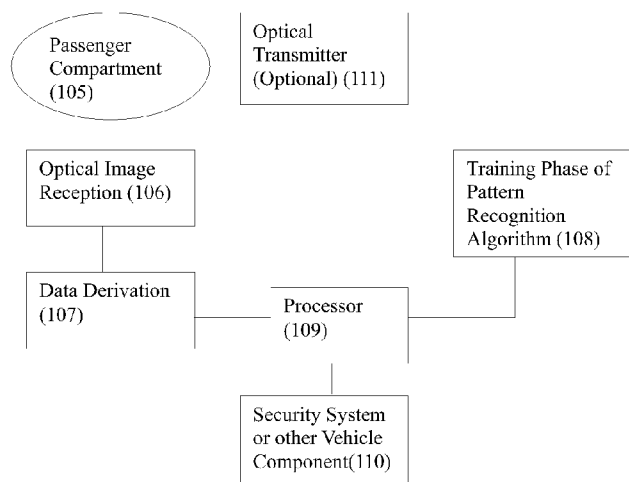 Passenger
Compartment
(105)
Optical
Transmitter
(Optional) (111)
Optical Image
Reception (106)
Training Phase of
Pattern
Recognition
Algorithm (108)
Data Derivation
(107)
Processor
(109)
Security System
or other Vehicle
Component(110)